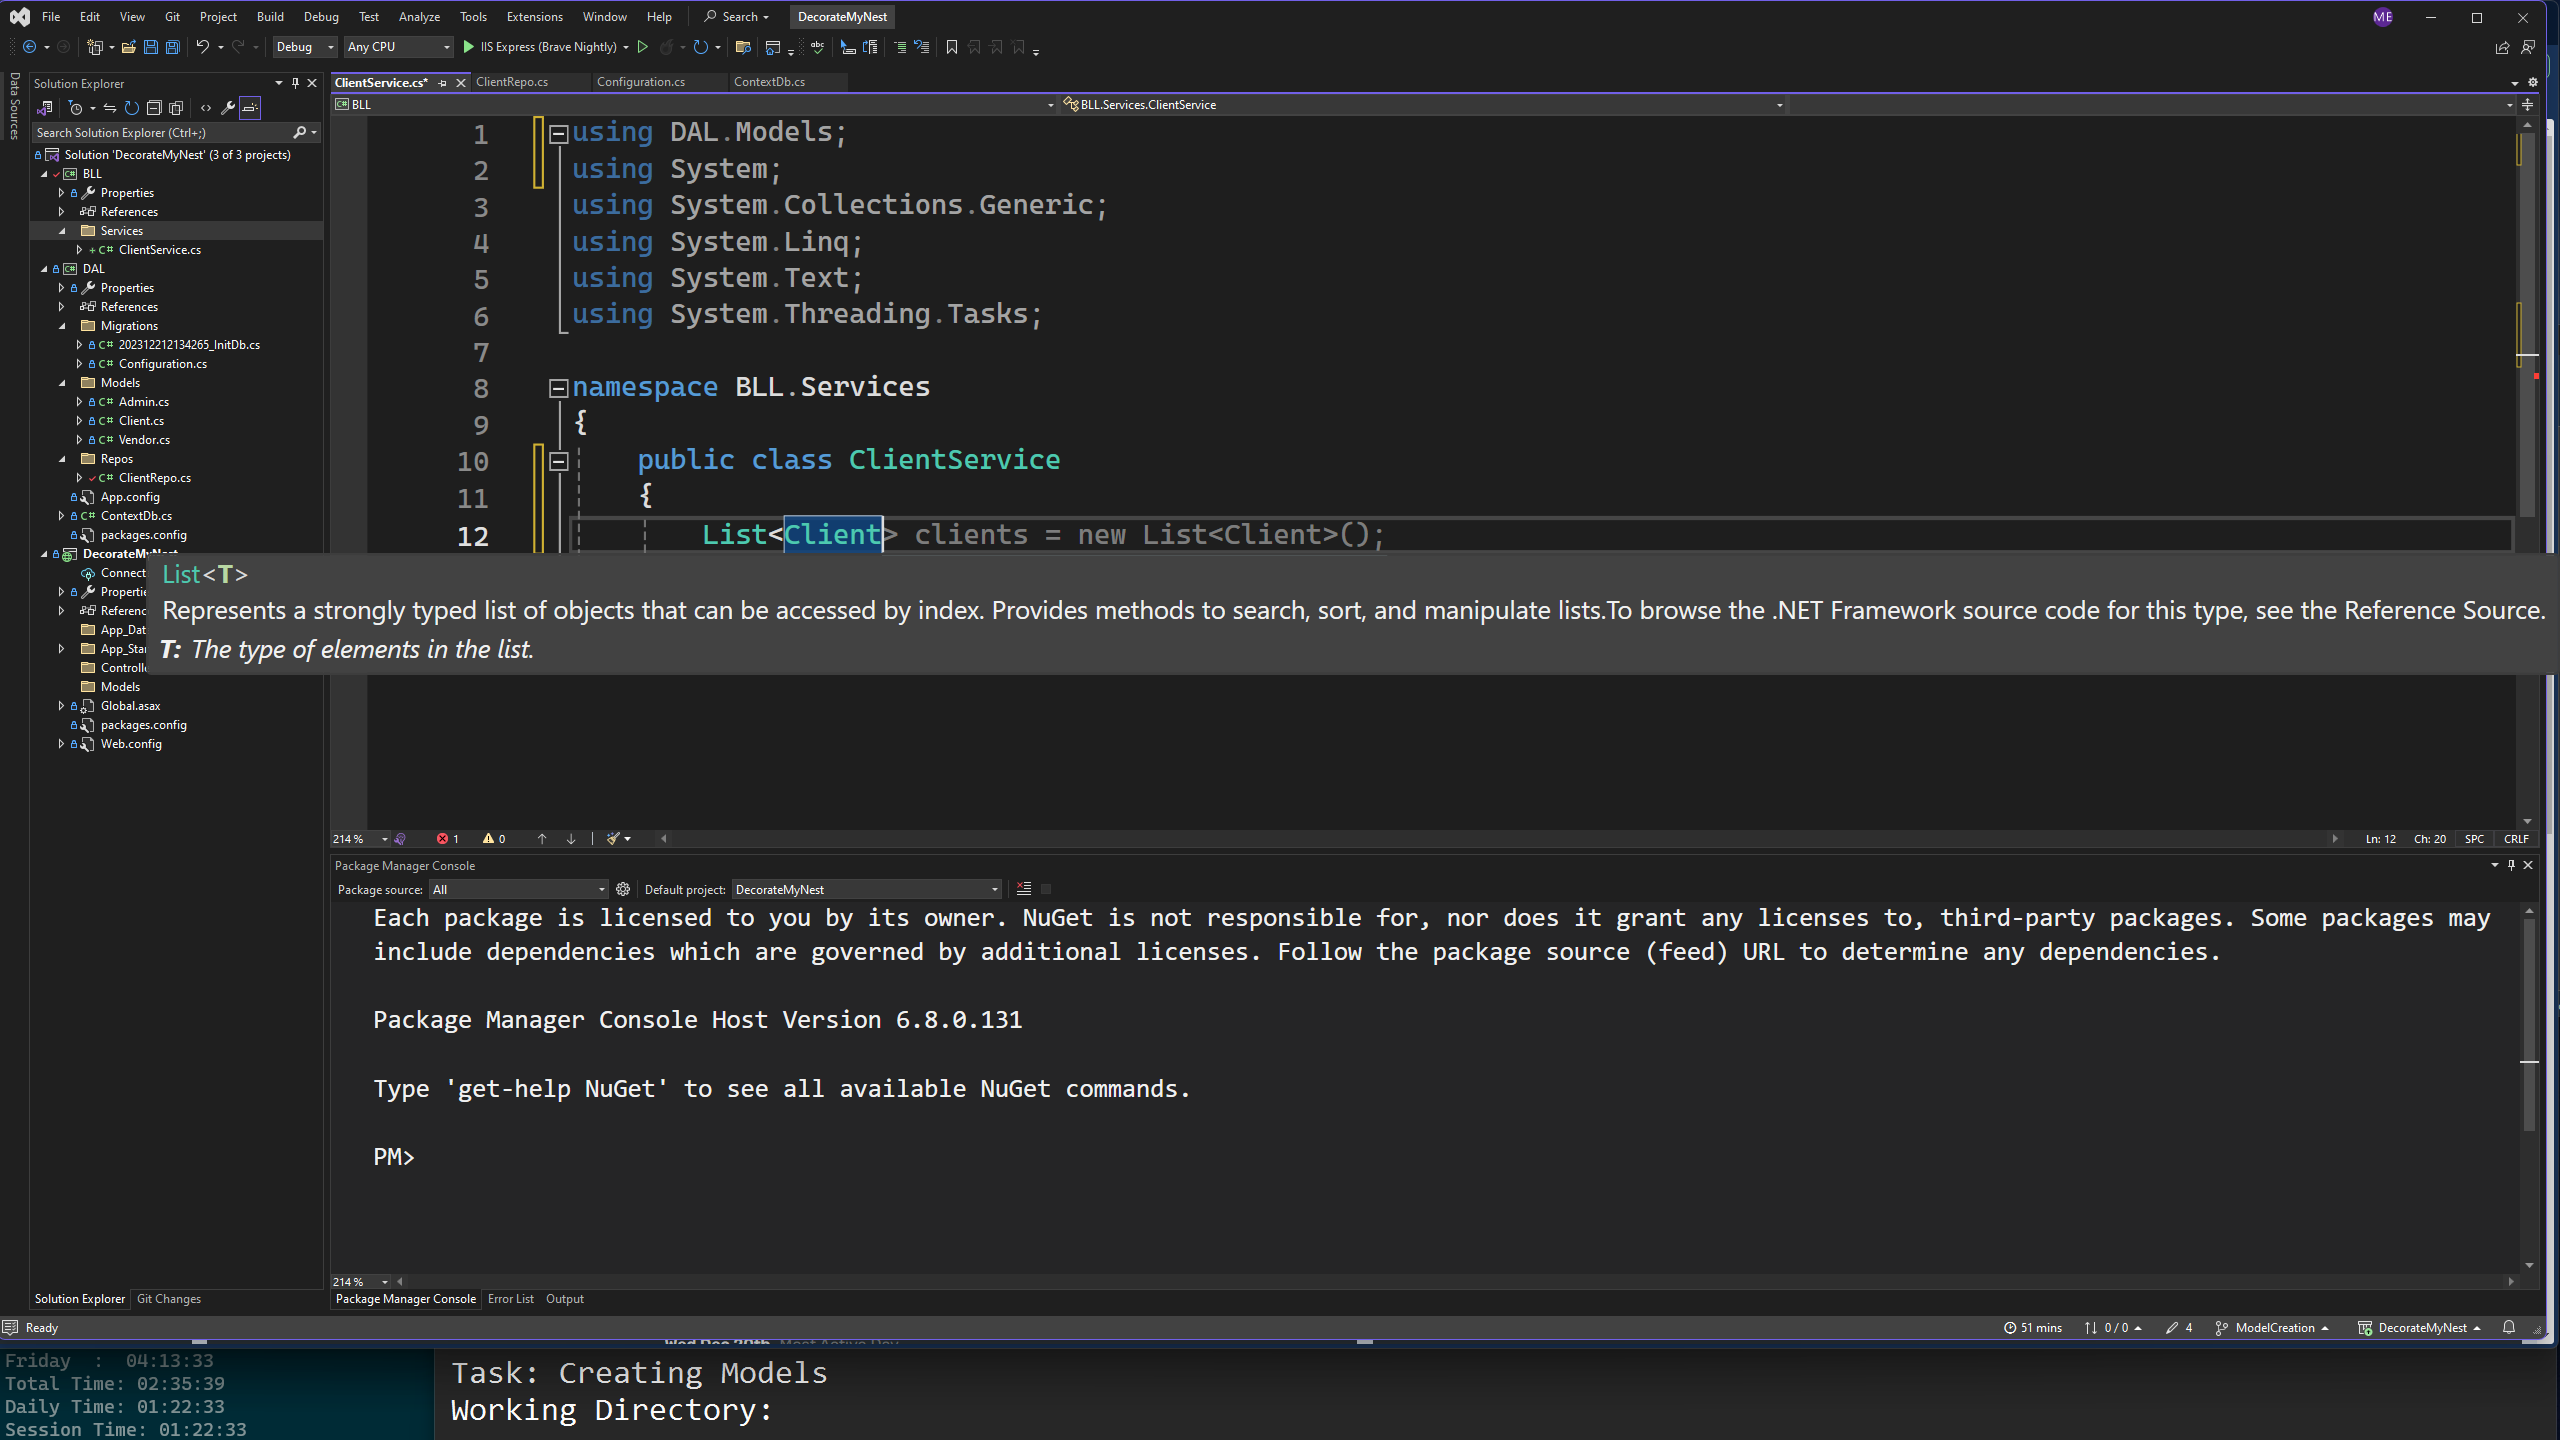 File Edit View Git Project Build Debug Test Analyze Tools Extensions Window Help Search DecorateMyNest ME
Debug Any CPU IIS Express (Brave Nightly)
Data Sources
Solution Explorer
Search Solution Explorer (Ctrl+;)
Solution 'DecorateMyNest' (3 of 3 projects)
BLL
Properties
References
Services
ClientService.cs
DAL
Properties
References
Migrations
202312212134265_InitDb.cs
Configuration.cs
Models
Admin.cs
Client.cs
Vendor.cs
Repos
ClientRepo.cs
App.config
ContextDb.cs
packages.config
DecorateMyNest
Connect
Propertie
Referenc
App_Dat
App_Star
Controlle
Models
Global.asax
packages.config
Web.config
Solution Explorer Git Changes
ClientService.cs* ClientRepo.cs Configuration.cs ContextDb.cs
BLL BLL.Services.ClientService
1 using DAL.Models;
2 using System;
3 using System.Collections.Generic;
4 using System.Linq;
5 using System.Text;
6 using System.Threading.Tasks;
7
8 namespace BLL.Services
9 {
10 public class ClientService
11 {
12 List<Client> clients = new List<Client>();
List<T>
Represents a strongly typed list of objects that can be accessed by index. Provides methods to search, sort, and manipulate lists.To browse the .NET Framework source code for this type, see the Reference Source.
T: The type of elements in the list.
214 % 1 0 Ln: 12 Ch: 20 SPC CRLF
Package Manager Console
Package source: All Default project: DecorateMyNest
Each package is licensed to you by its owner. NuGet is not responsible for, nor does it grant any licenses to, third-party packages. Some packages may
include dependencies which are governed by additional licenses. Follow the package source (feed) URL to determine any dependencies.
Package Manager Console Host Version 6.8.0.131
Type 'get-help NuGet' to see all available NuGet commands.
PM>
214 %
Package Manager Console Error List Output
Ready 51 mins 0 / 0 4 ModelCreation DecorateMyNest
Wed Dec 20th Most Active Day
Friday : 04:13:33
Total Time: 02:35:39
Daily Time: 01:22:33
Session Time: 01:22:33
Task: Creating Models
Working Directory: